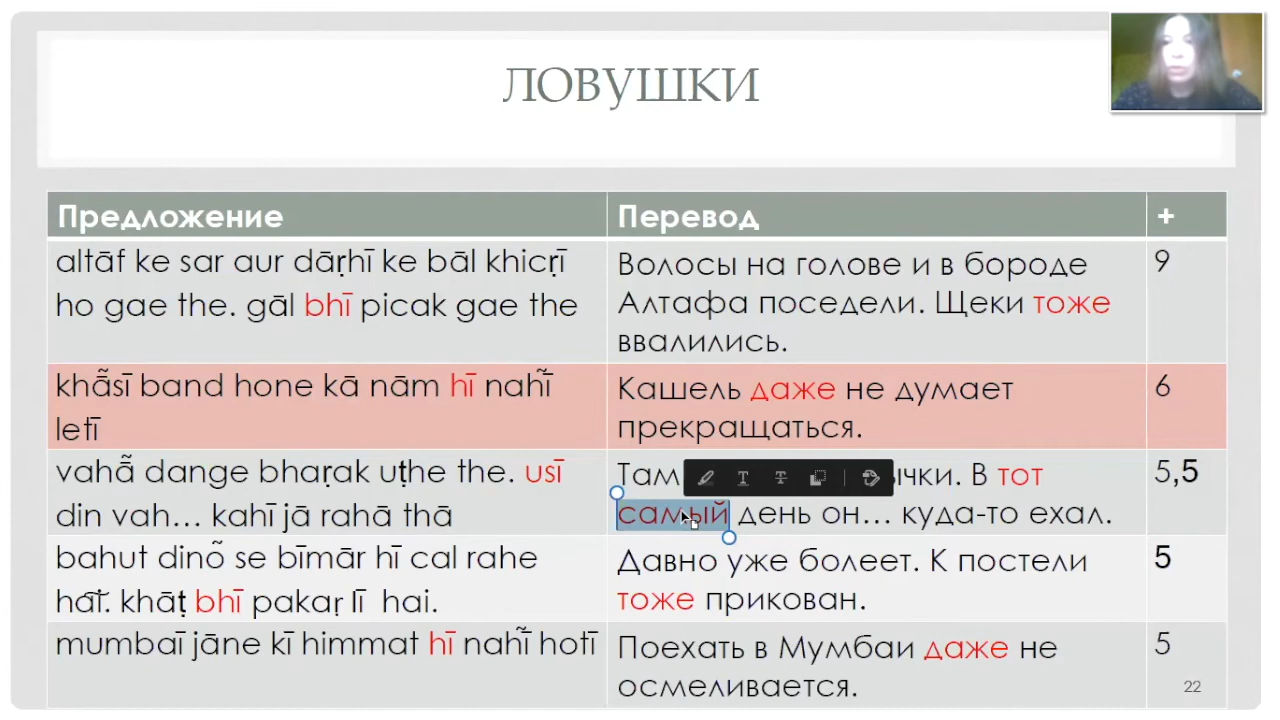 ЛОВУШКИ
Предложение
Перевод
+
altāf ke sar aur dāṛhī ke bāl khicṛī
ho gae the. gāl bhī picak gae the
Волосы на голове и в бороде
Алтафа поседели. Щеки тоже
ввалились.
9
khā̃sī band hone kā nām hī nahī̃
letī
Кашель даже не думает
прекращаться.
6
vahā̃ dange bhaṛak uṭhe the. usī
din vah... kahī jā rahā thā
Там ычки. В тот
самый день он... куда-то ехал.
5,5
bahut dinõ se bīmār hī cal rahe
khāṭ bhī pakaṛ lī hai.
Давно уже болеет. К постели
тоже прикован.
5
mumbaī jāne kī himmat hī nahī̃ hotī
Поехать в Мумбаи даже не
осмеливается.
5
22